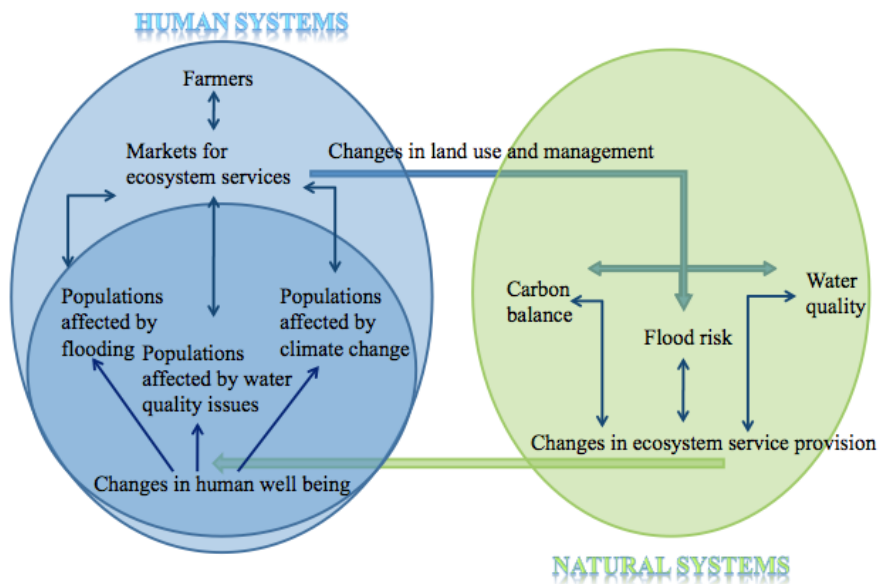 HUMAN SYSTEMS
Farmers
Markets for
ecosystem services
Changes in land use and management
Populations
affected by
flooding
Populations
affected by water
quality issues
Populations
affected by
climate change
Changes in human well being
Carbon
balance
Flood risk
Water
quality
Changes in ecosystem service provision
NATURAL SYSTEMS